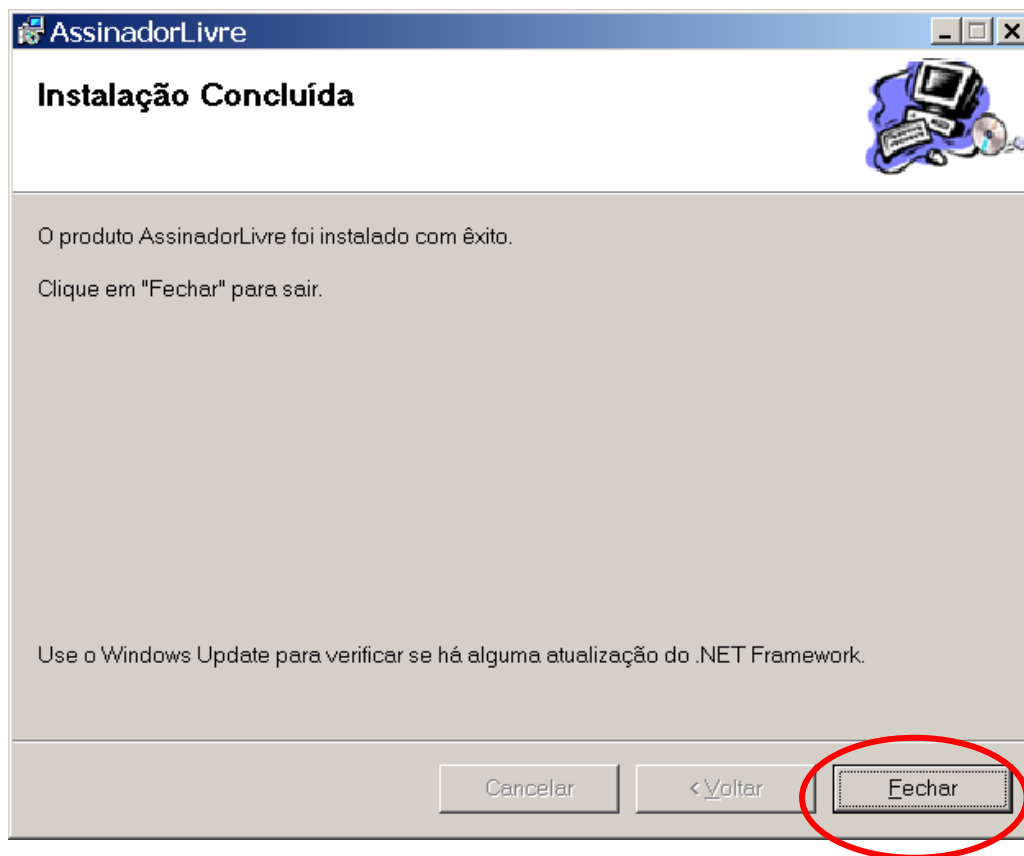 AssinadorLivre
Instalação Concluída
O produto AssinadorLivre foi instalado com êxito.
Clique em "Fechar" para sair.
Use o Windows Update para verificar se há alguma atualização do .NET Framework.
Cancelar
< Voltar
Fechar